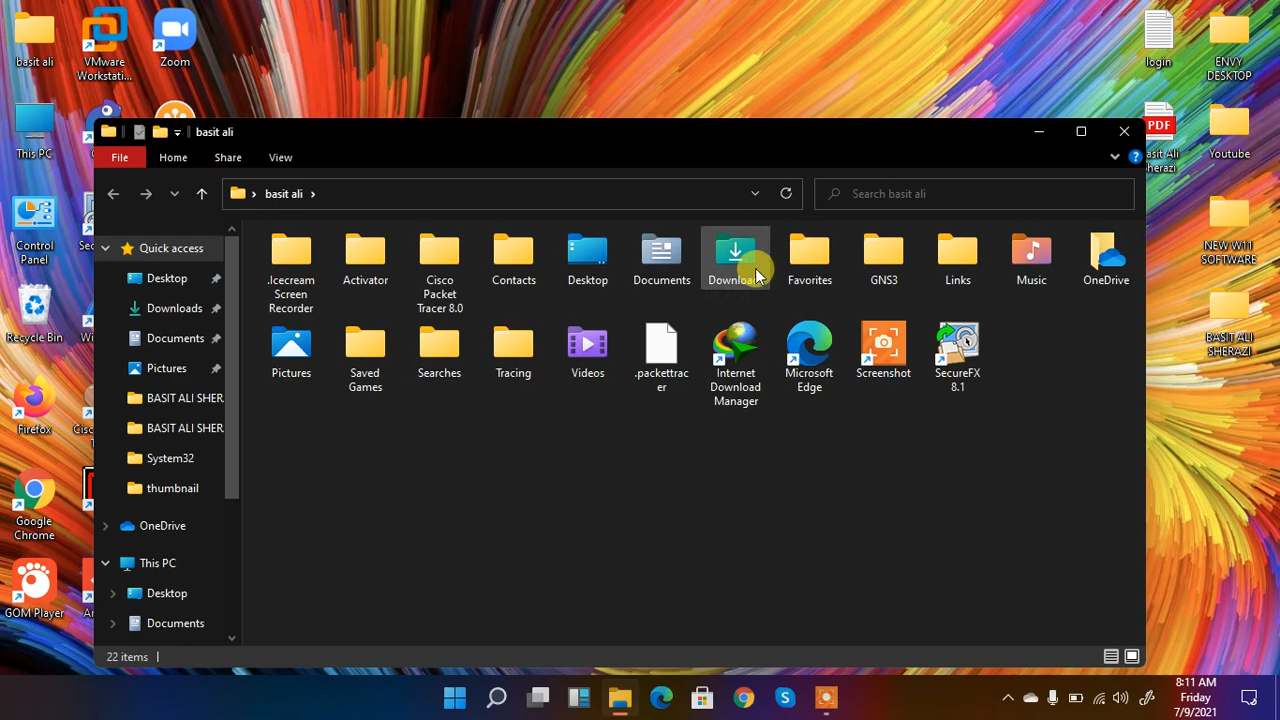 basit ali
VMware
Workstati...
Zoom
login
ENVY
DESKTOP
This PC
PDF
asit Ali
Sherazi
Youtube
basit ali
File
Home
Share
View
basit ali
Search basit ali
Control
Panel
NEW W11
SOFTWARE
Recycle Bin
BASIT ALI
SHERAZI
Firefox
Google
Chrome
GOM Player
Quick access
Desktop
Downloads
Documents
Pictures
BASIT ALI SHER
BASIT ALI SHER
System32
thumbnail
OneDrive
This PC
Desktop
Documents
.Icecream
Screen
Recorder
Activator
Cisco
Packet
Tracer 8.0
Contacts
Desktop
Documents
Download
Favorites
GNS3
Links
Music
OneDrive
Pictures
Saved
Games
Searches
Tracing
Videos
.packettrac
er
Internet
Download
Manager
Microsoft
Edge
Screenshot
SecureFX
8.1
22 items
8:11 AM
Friday
7/9/2021